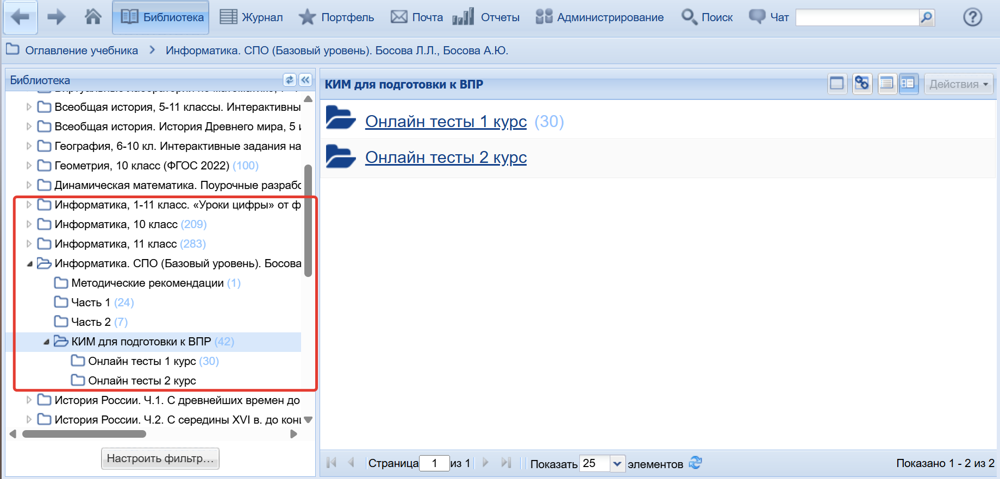 Библиотека Журнал Портфель Почта Отчеты Администрирование Поиск Чат
Оглавление учебника Информатика. СПО (Базовый уровень). Босова Л.Л., Босова А.Ю.
Библиотека
Всеобщая история, 5-11 классы. Интерактивны
Всеобщая история. История Древнего мира, 5
География, 6-10 кл. Интерактивные задания на
Геометрия, 10 класс (ФГОС 2022) (100)
Динамическая математика. Поурочные разрабо
Информатика, 1-11 класс. «Уроки цифры» от ф
Информатика, 10 класс (209)
Информатика, 11 класс (283)
Информатика. СПО (Базовый уровень). Босова
Методические рекомендации (1)
Часть 1 (24)
Часть 2 (7)
КИМ для подготовки к ВПР (42)
Онлайн тесты 1 курс (30)
Онлайн тесты 2 курс
История России. Ч.1. С древнейших времен до
История России. Ч.2. С середины XVI в. до кон
Настроить фильтр...
КИМ для подготовки к ВПР Действия
Онлайн тесты 1 курс (30)
Онлайн тесты 2 курс
Страница 1 из 1 Показать 25 элементов Показано 1 - 2 из 2